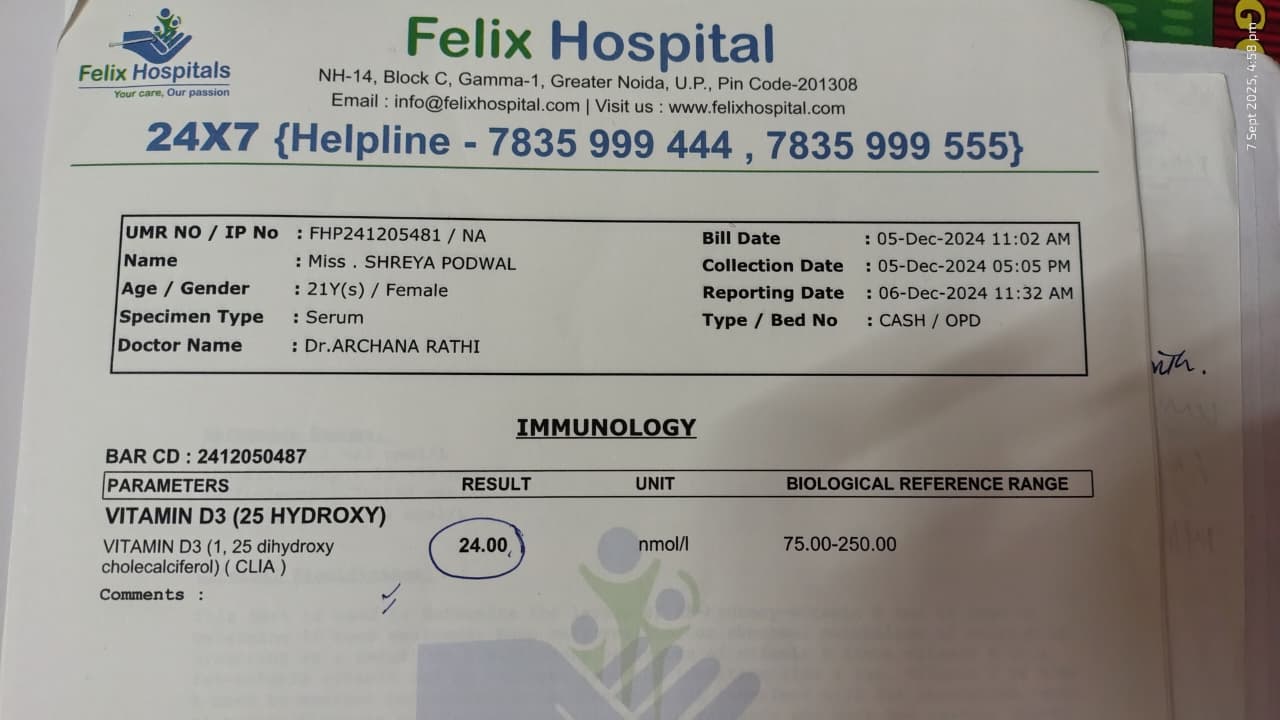 Felix Hospitals
Your care, Our passion
Felix Hospital
NH-14, Block C, Gamma-1, Greater Noida, U.P., Pin Code-201308
Email : info@felixhospital.com | Visit us : www.felixhospital.com
24X7 {Helpline - 7835 999 444 , 7835 999 555}
UMR NO / IP No : FHP241205481 / NA
Name : Miss . SHREYA PODWAL
Age / Gender : 21Y(s) / Female
Specimen Type : Serum
Doctor Name : Dr.ARCHANA RATHI
Bill Date : 05-Dec-2024 11:02 AM
Collection Date : 05-Dec-2024 05:05 PM
Reporting Date : 06-Dec-2024 11:32 AM
Type / Bed No : CASH / OPD
IMMUNOLOGY
BAR CD : 2412050487
PARAMETERS RESULT UNIT BIOLOGICAL REFERENCE RANGE
VITAMIN D3 (25 HYDROXY)
VITAMIN D3 (1, 25 dihydroxy 24.00 nmol/l 75.00-250.00
cholecalciferol) ( CLIA )
Comments :
7 Sept 2025, 4:58 pm